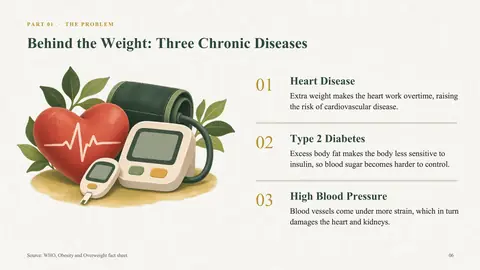 PART 01 THE PROBLEM
Behind the Weight: Three Chronic Diseases
01
Heart Disease
Extra weight makes the heart work overtime, raising
the risk of cardiovascular disease.
02
Type 2 Diabetes
Excess body fat makes the body less sensitive to
insulin, so blood sugar becomes harder to control.
03
High Blood Pressure
Blood vessels come under more strain, which in turn
damages the heart and kidneys.
Source: WHO, Obesity and Overweight fact sheet
06